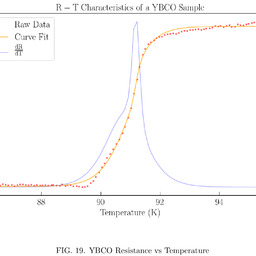 R − T Characteristics of a YBCO Sample
Raw Data
Curve Fit
dR
dT
88 90 92 94
Temperature (K)
FIG. 19. YBCO Resistance vs Temperature